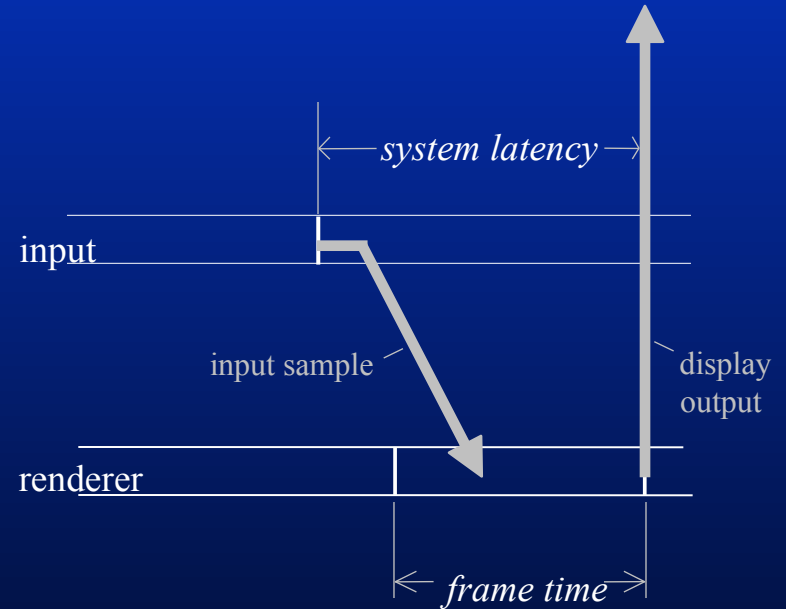 system latency
input
input sample
display
output
renderer
frame time